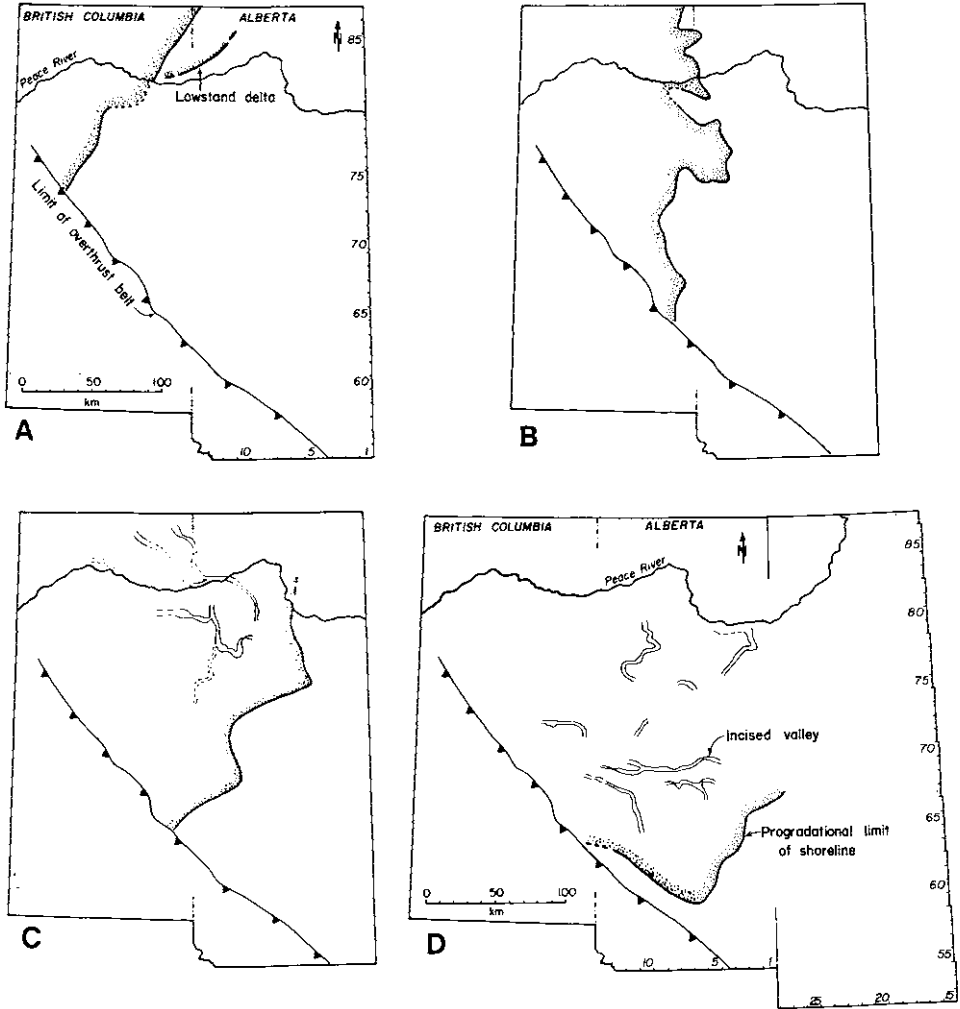 BRITISH COLUMBIA
ALBERTA
N
85
Peace River
Lowstand delta
75
Limit of overthrust belt
70
65
60
0 50 100
km
A
10 5 1
B
C
BRITISH COLUMBIA
ALBERTA
N
85
Peace River
80
75
Incised valley
70
Progradational limit
of shoreline
65
60
0 50 100
km
D
10 5 1
55
25 20 15